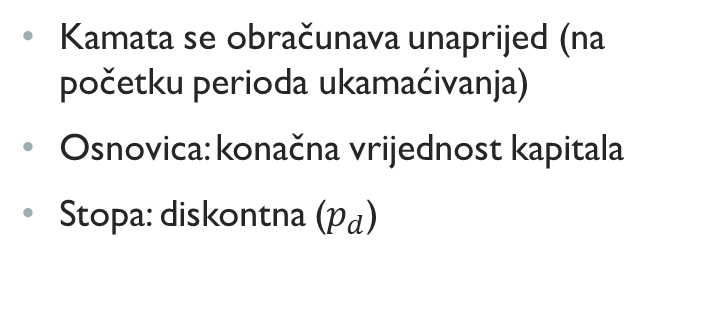 • Kamata se obračunava unaprijed (na
početku perioda ukamaćivanja)
• Osnovica: konačna vrijednost kapitala
• Stopa: diskontna (p_d)